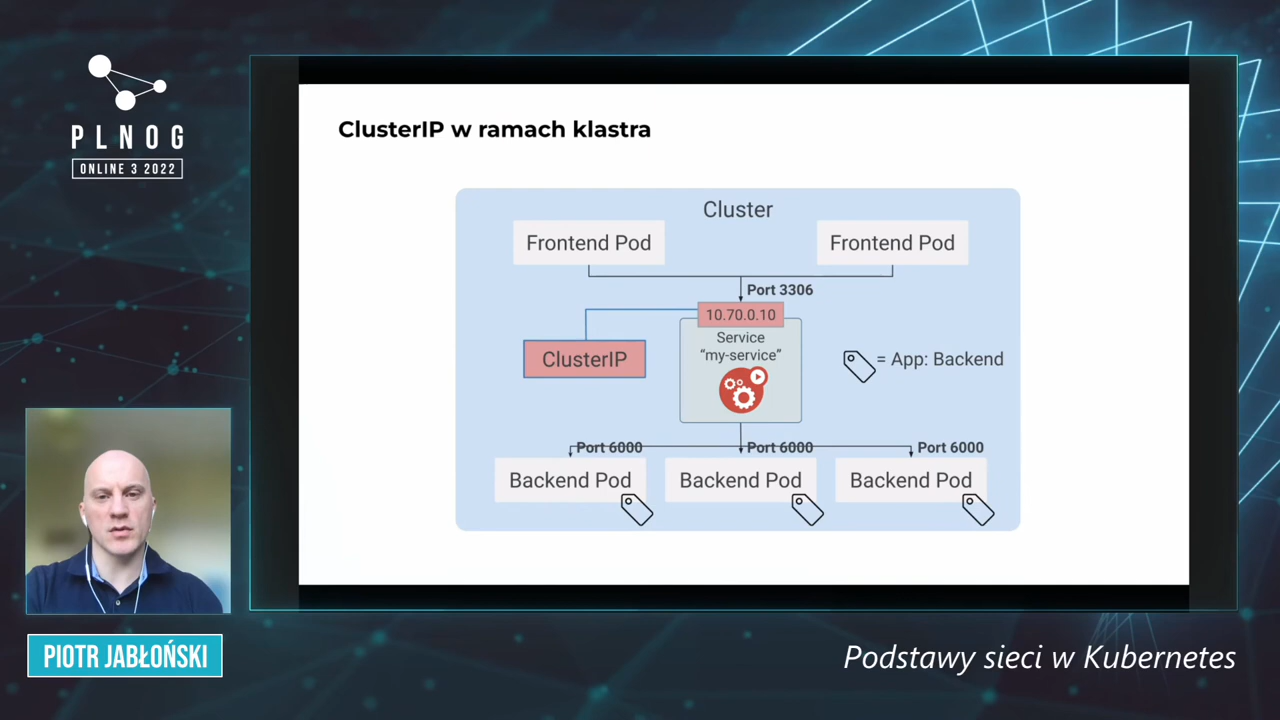 PLNOG
ONLINE 3 2022
ClusterIP w ramach klastra
Cluster
Frontend Pod
Frontend Pod
Port 3306
10.70.0.10
Service
“my-service”
ClusterIP
= App: Backend
Port 6000
Port 6000
Port 6000
Backend Pod
Backend Pod
Backend Pod
PIOTR JABŁOŃSKI
Podstawy sieci w Kubernetes